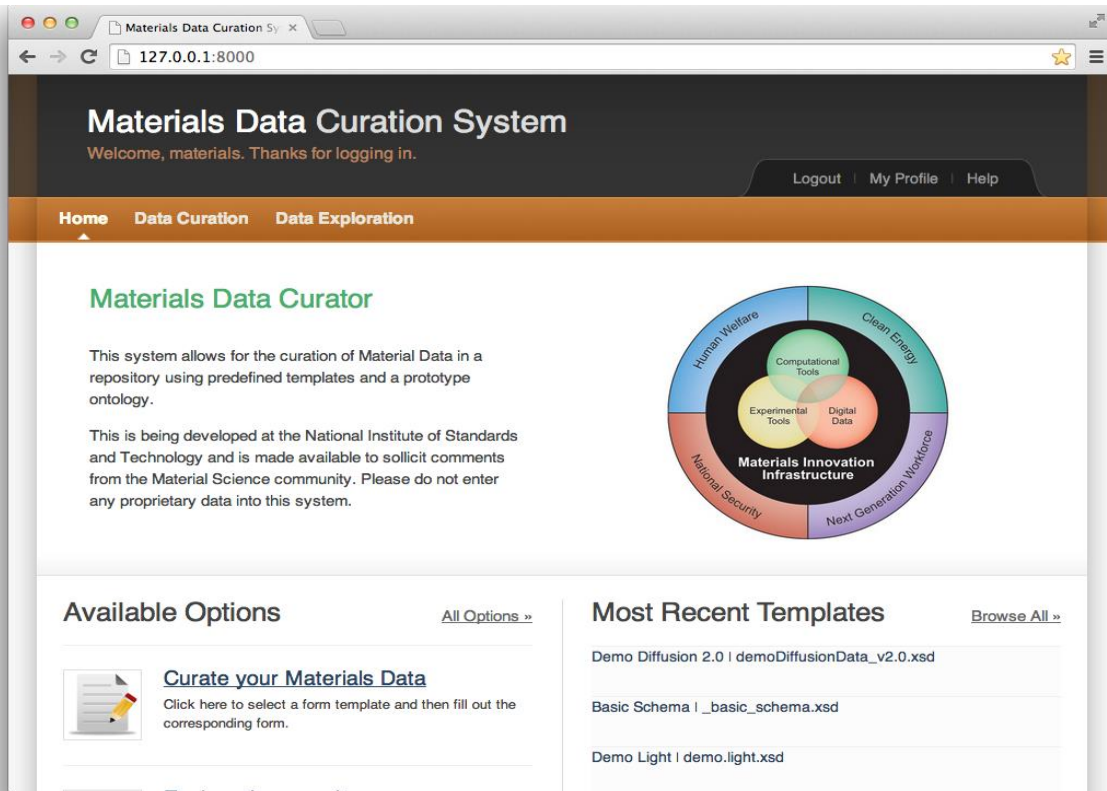 Materials Data Curation Sy
127.0.0.1:8000
Materials Data Curation System
Welcome, materials. Thanks for logging in.
Logout | My Profile | Help
Home Data Curation Data Exploration
Materials Data Curator
This system allows for the curation of Material Data in a
repository using predefined templates and a prototype
ontology.
This is being developed at the National Institute of Standards
and Technology and is made available to sollicit comments
from the Material Science community. Please do not enter
any proprietary data into this system.
Human Welfare
Clean Energy
Computational
Tools
Experimental
Tools
Digital
Data
Materials Innovation
Infrastructure
National Security
Next Generation Workforce
Available Options
All Options »
Curate your Materials Data
Click here to select a form template and then fill out the
corresponding form.
Most Recent Templates
Browse All »
Demo Diffusion 2.0 | demoDiffusionData_v2.0.xsd
Basic Schema | _basic_schema.xsd
Demo Light | demo.light.xsd